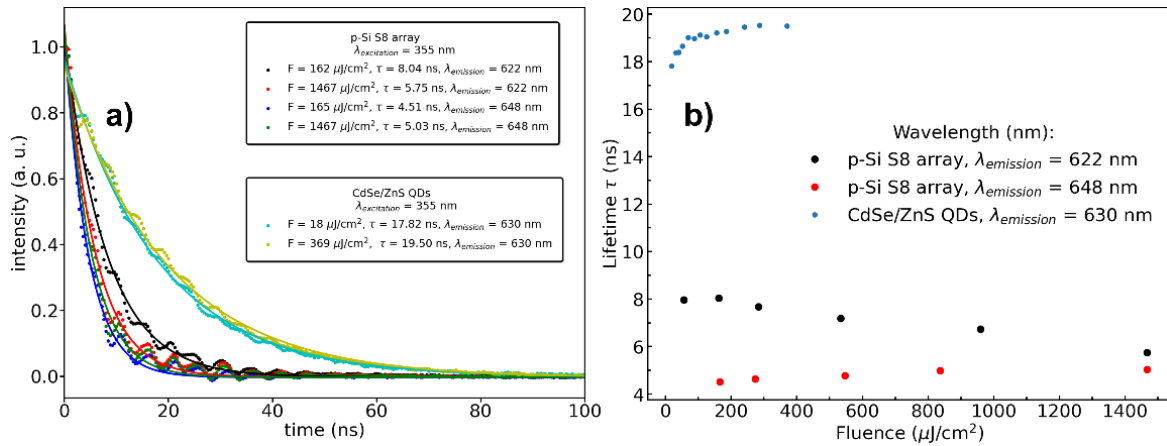 a)
p-Si S8 array
λexcitation = 355 nm
F = 162 μJ/cm², τ = 8.04 ns, λemission = 622 nm
F = 1467 μJ/cm², τ = 5.75 ns, λemission = 622 nm
F = 165 μJ/cm², τ = 4.51 ns, λemission = 648 nm
F = 1467 μJ/cm², τ = 5.03 ns, λemission = 648 nm
CdSe/ZnS QDs
λexcitation = 355 nm
F = 18 μJ/cm², τ = 17.82 ns, λemission = 630 nm
F = 369 μJ/cm², τ = 19.50 ns, λemission = 630 nm
intensity (a. u.)
1.0
0.8
0.6
0.4
0.2
0.0
0 20 40 60 80 100
time (ns)
b)
Wavelength (nm):
p-Si S8 array, λemission = 622 nm
p-Si S8 array, λemission = 648 nm
CdSe/ZnS QDs, λemission = 630 nm
Lifetime τ (ns)
20
18
16
14
12
10
8
6
4
0 200 400 600 800 1000 1200 1400
Fluence (μJ/cm²)